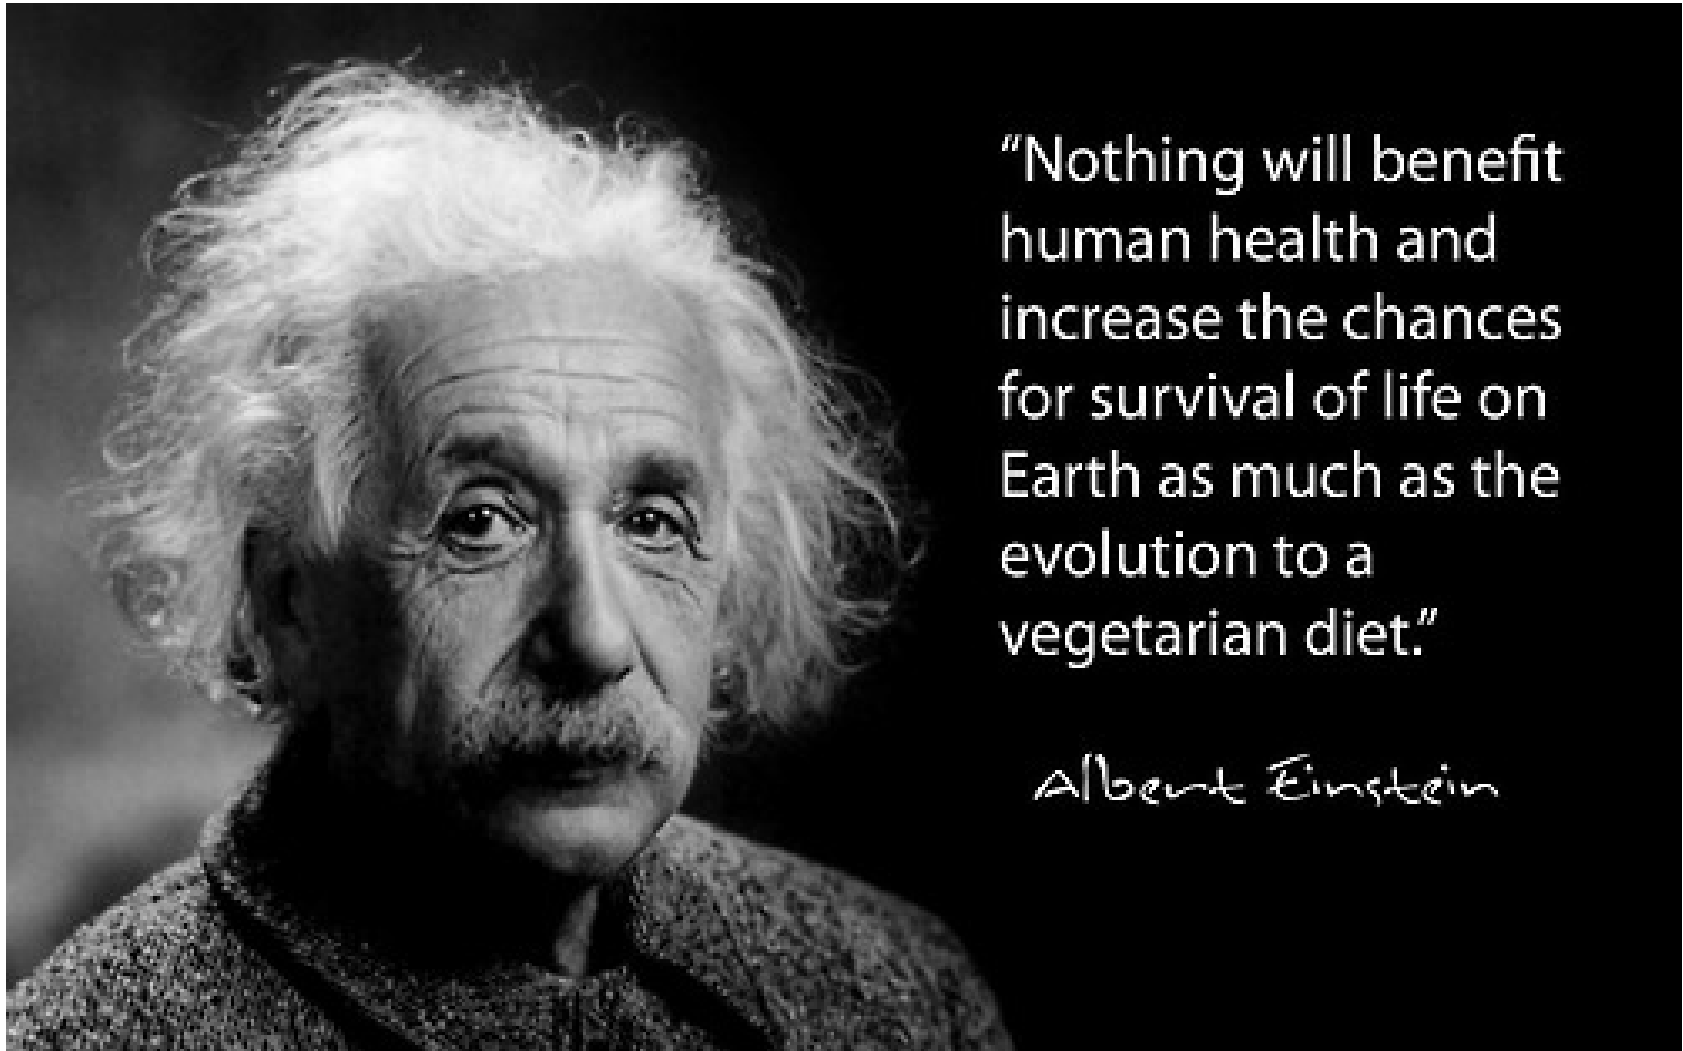 “Nothing will benefit
human health and
increase the chances
for survival of life on
Earth as much as the
evolution to a
vegetarian diet.”
Albert Einstein